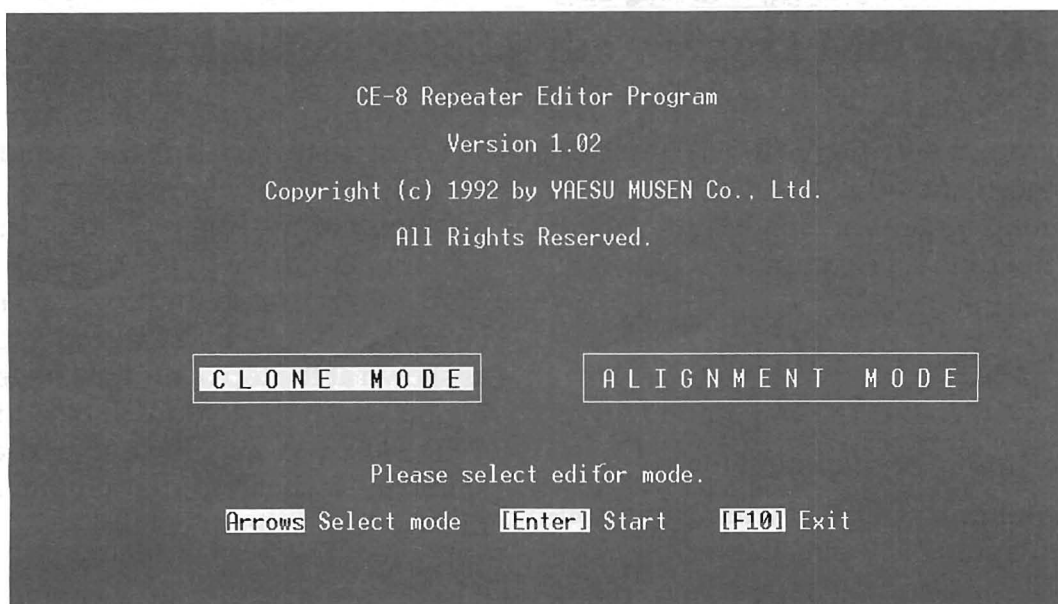 CE-8 Repeater Editor Program
Version 1.02
Copyright (c) 1992 by YAESU MUSEN Co., Ltd.
All Rights Reserved.
CLONE MODE
ALIGNMENT MODE
Please select editor mode.
Arrows Select mode [Enter] Start [F10] Exit